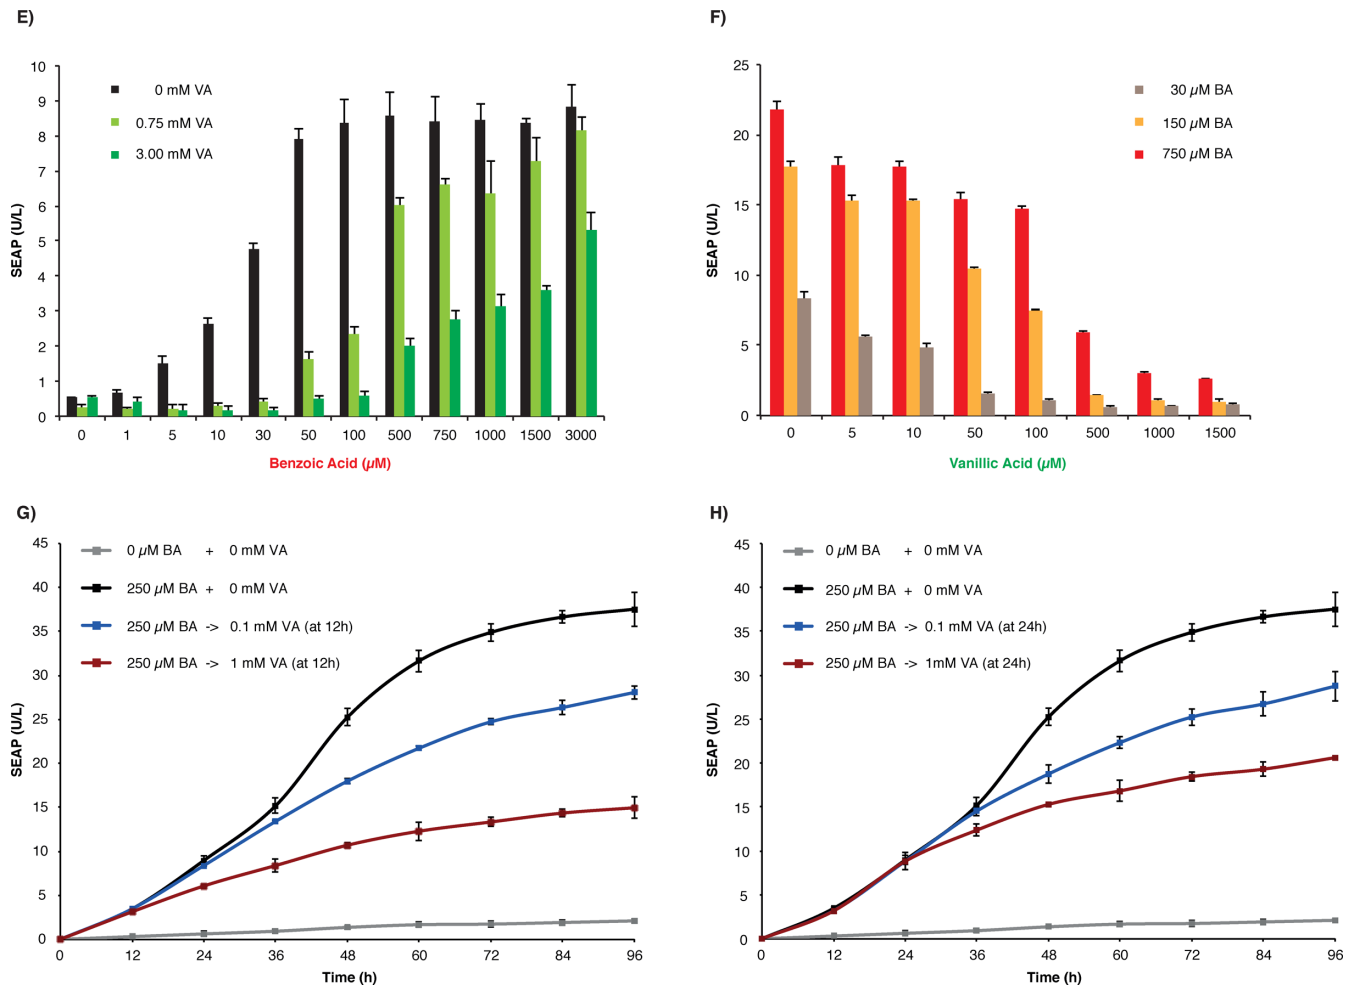 E)
SEAP (U/L)
10
9
8
7
6
5
4
3
2
1
0
0 mM VA
0.75 mM VA
3.00 mM VA
0 1 5 10 30 50 100 500 750 1000 1500 3000
Benzoic Acid (µM)
F)
SEAP (U/L)
25
20
15
10
5
0
30 µM BA
150 µM BA
750 µM BA
0 5 10 50 100 500 1000 1500
Vanillic Acid (µM)
G)
SEAP (U/L)
45
40
35
30
25
20
15
10
5
0
0 µM BA + 0 mM VA
250 µM BA + 0 mM VA
250 µM BA -> 0.1 mM VA (at 12h)
250 µM BA -> 1 mM VA (at 12h)
0 12 24 36 48 60 72 84 96
Time (h)
H)
SEAP (U/L)
45
40
35
30
25
20
15
10
5
0
0 µM BA + 0 mM VA
250 µM BA + 0 mM VA
250 µM BA -> 0.1 mM VA (at 24h)
250 µM BA -> 1mM VA (at 24h)
0 12 24 36 48 60 72 84 96
Time (h)